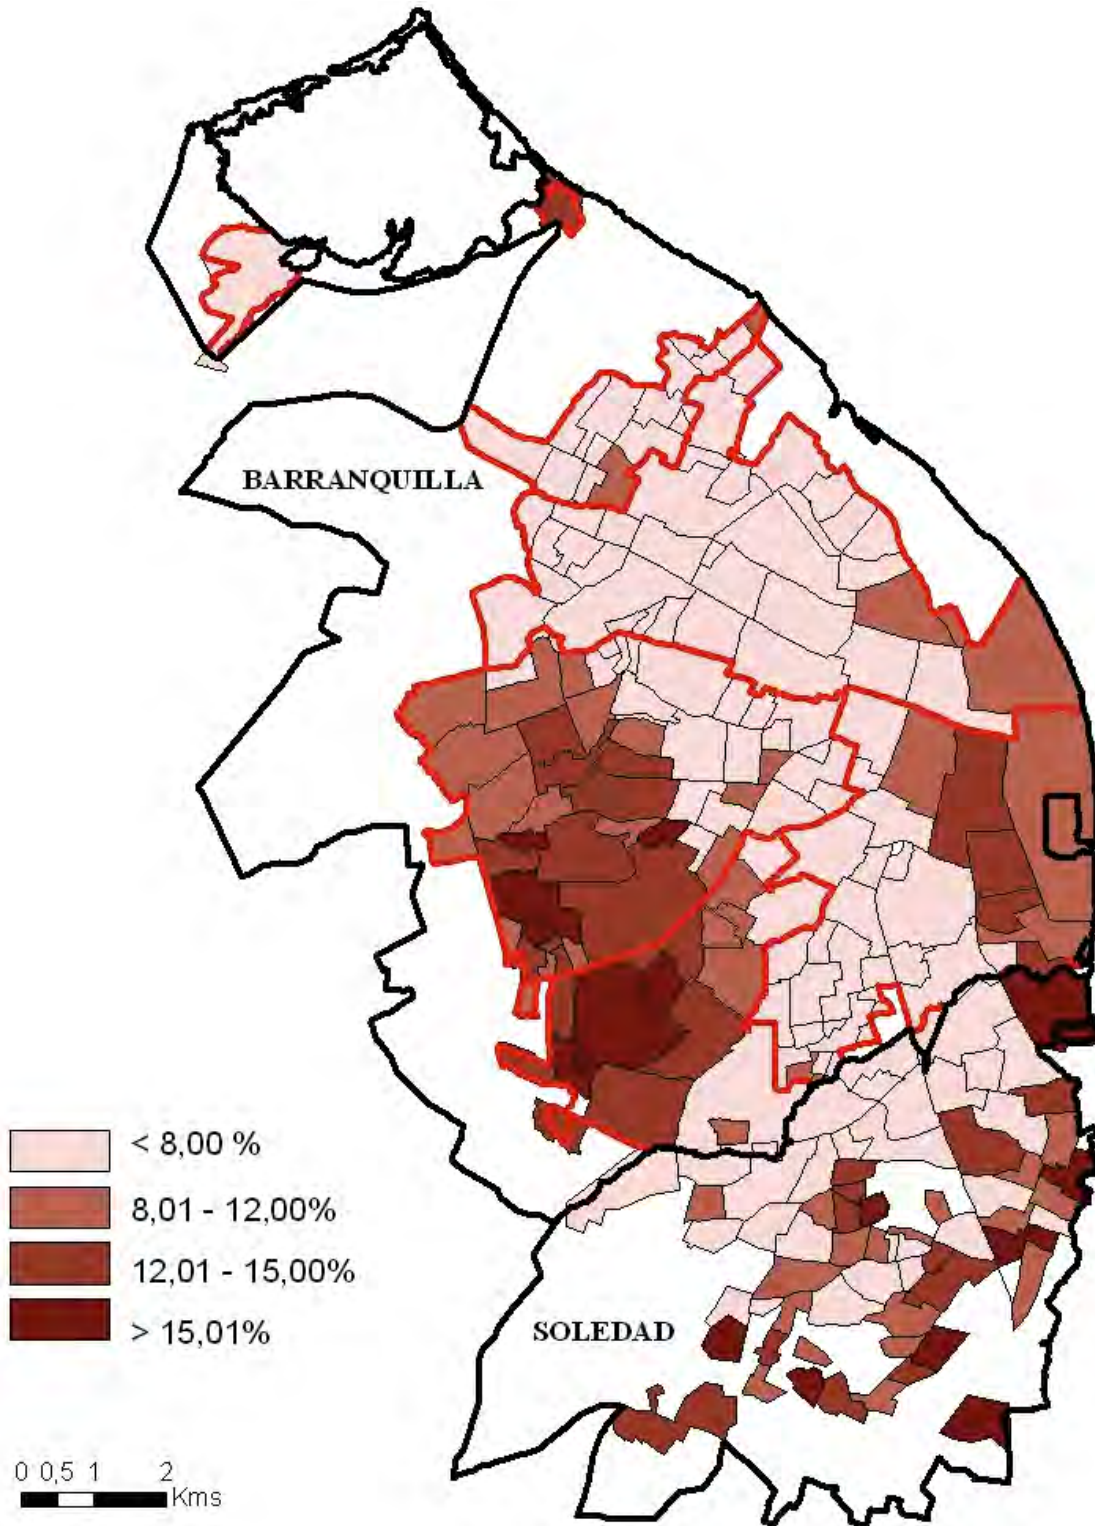 BARRANQUILLA
< 8,00 %
8,01 - 12,00%
12,01 - 15,00%
> 15,01%
SOLEDAD
0 0,5 1 2
Kms